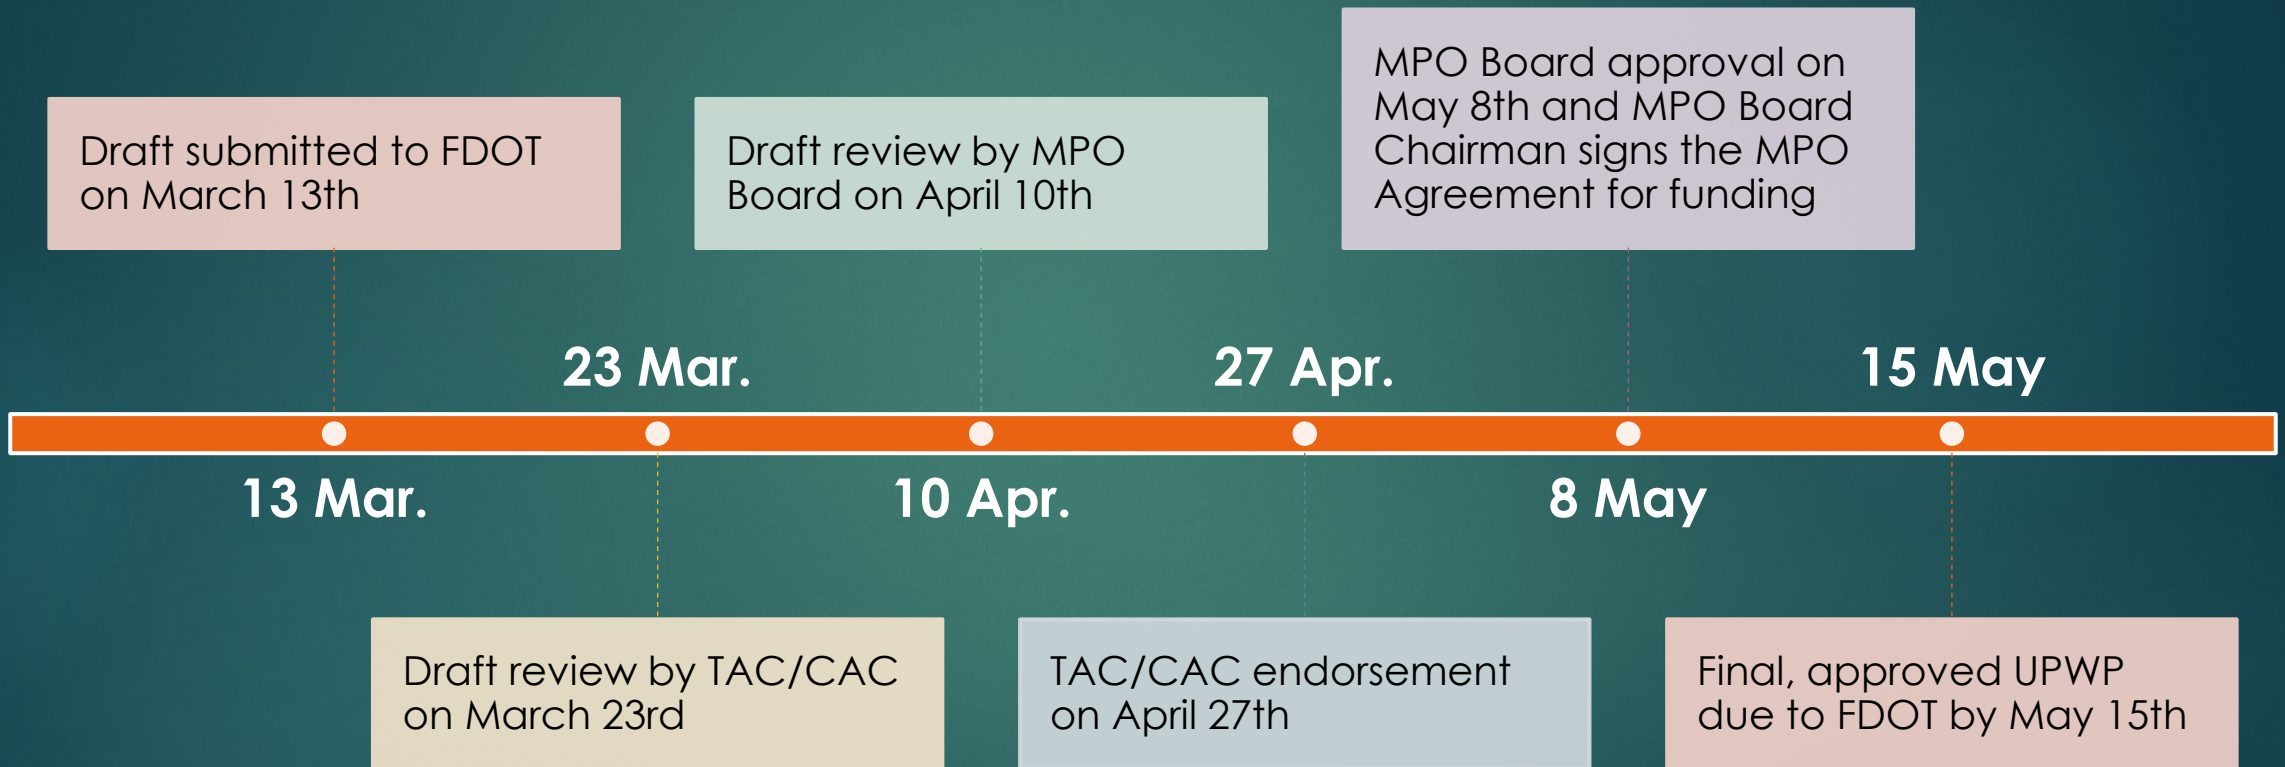 Draft submitted to FDOT
on March 13th
Draft review by MPO
Board on April 10th
MPO Board approval on
May 8th and MPO Board
Chairman signs the MPO
Agreement for funding
23 Mar.
27 Apr.
15 May
13 Mar.
10 Apr.
8 May
Draft review by TAC/CAC
on March 23rd
TAC/CAC endorsement
on April 27th
Final, approved UPWP
due to FDOT by May 15th